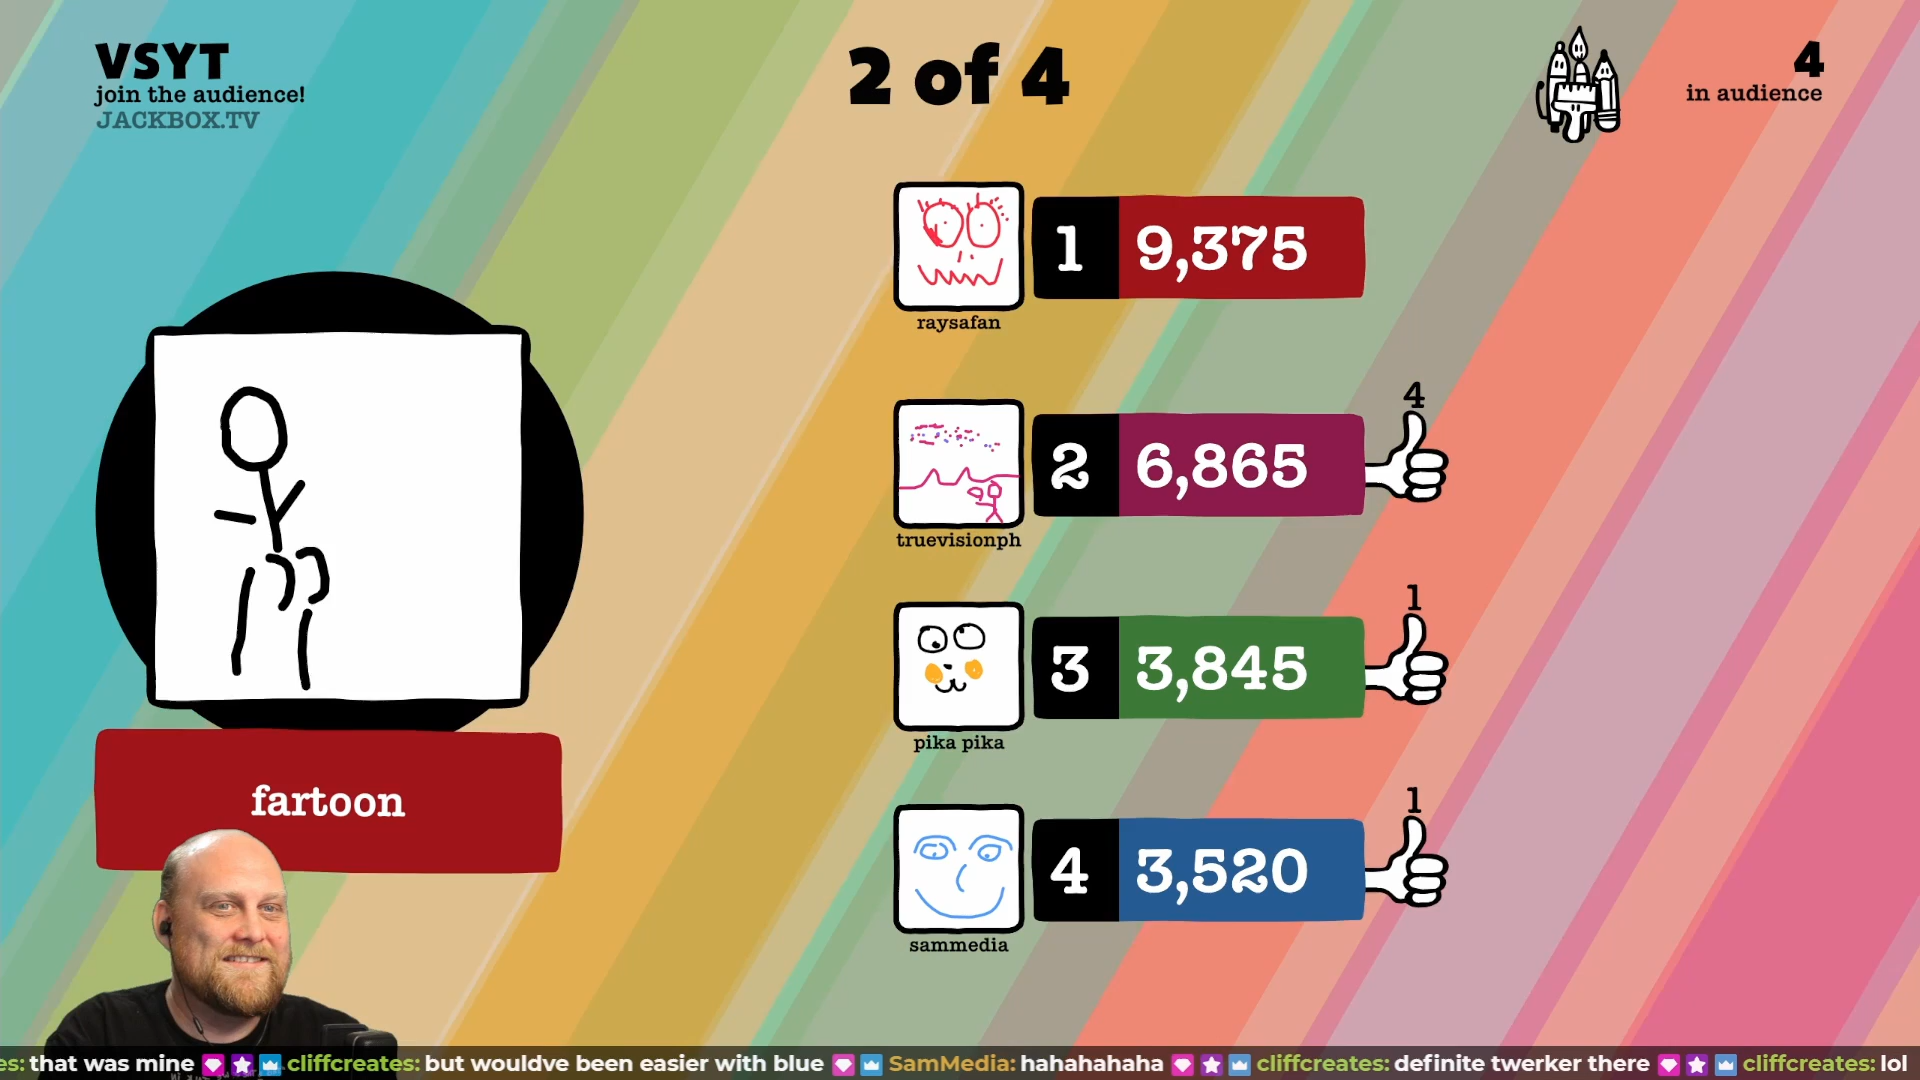 VSYT
join the audience!
JACKBOX.TV
2 of 4
4
in audience
1 9,375
raysafan
4
2 6,865
truevisionph
1
3 3,845
pika pika
1
4 3,520
sammedia
fartoon
es: that was mine cliffcreates: but wouldve been easier with blue SamMedia: hahahahaha cliffcreates: definite twerker there cliffcreates: lol